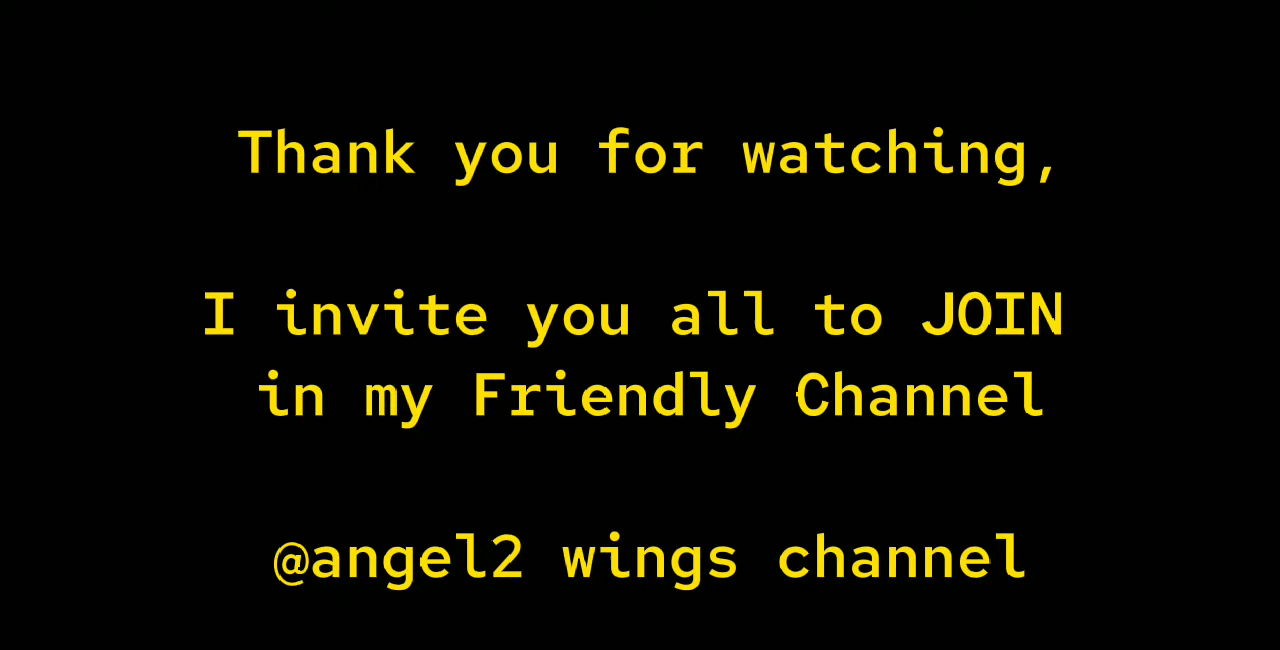 Thank you for watching,
I invite you all to JOIN
in my Friendly Channel
@angel2 wings channel